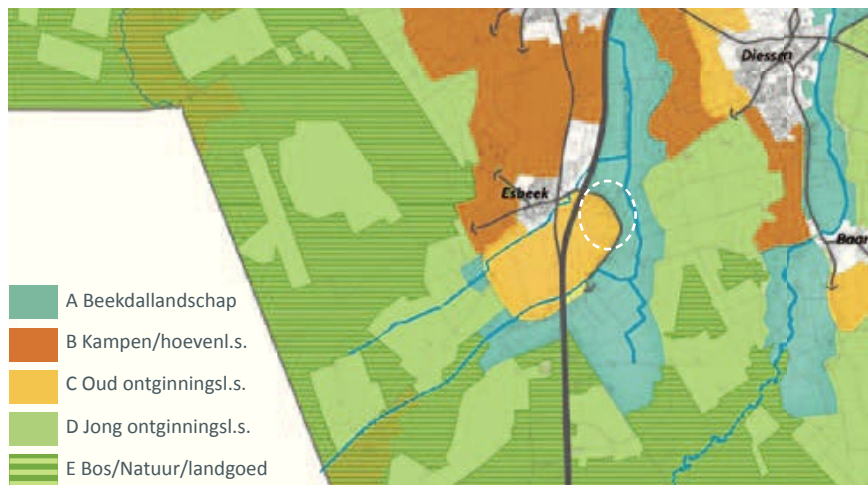 Diessen
Esbeek
Baar
A Beekdallandschap
B Kampen/hoevenl.s.
C Oud ontginningsl.s.
D Jong ontginningsl.s.
E Bos/Natuur/landgoed